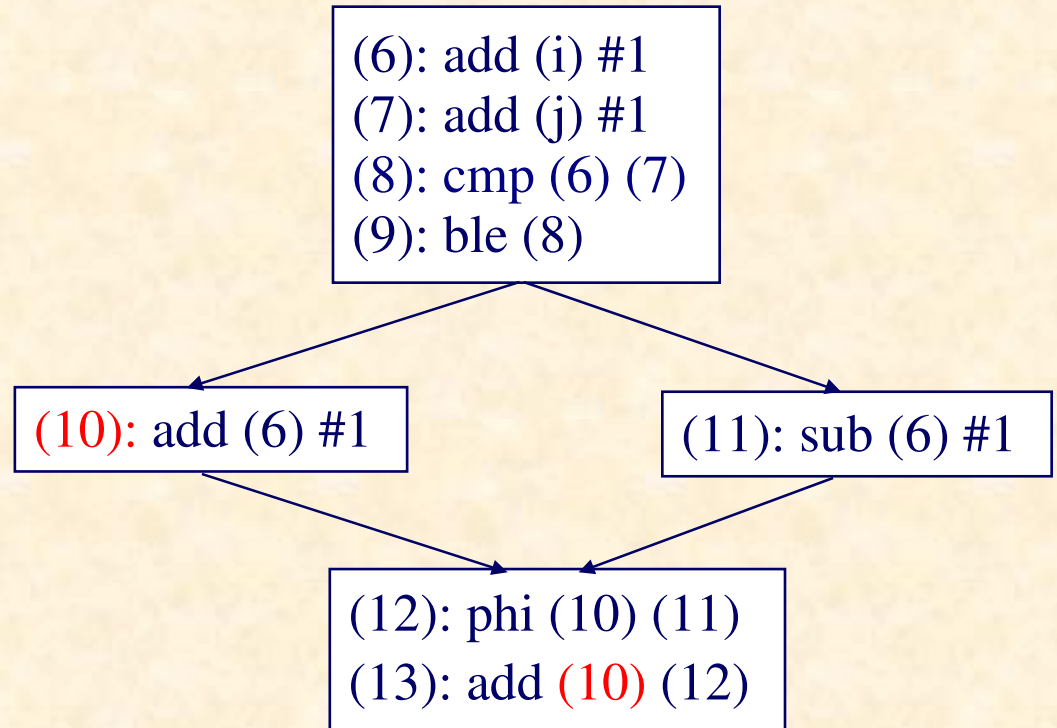 (6): add (i) #1
(7): add (j) #1
(8): cmp (6) (7)
(9): ble (8)
(10): add (6) #1
(11): sub (6) #1
(12): phi (10) (11)
(13): add (10) (12)